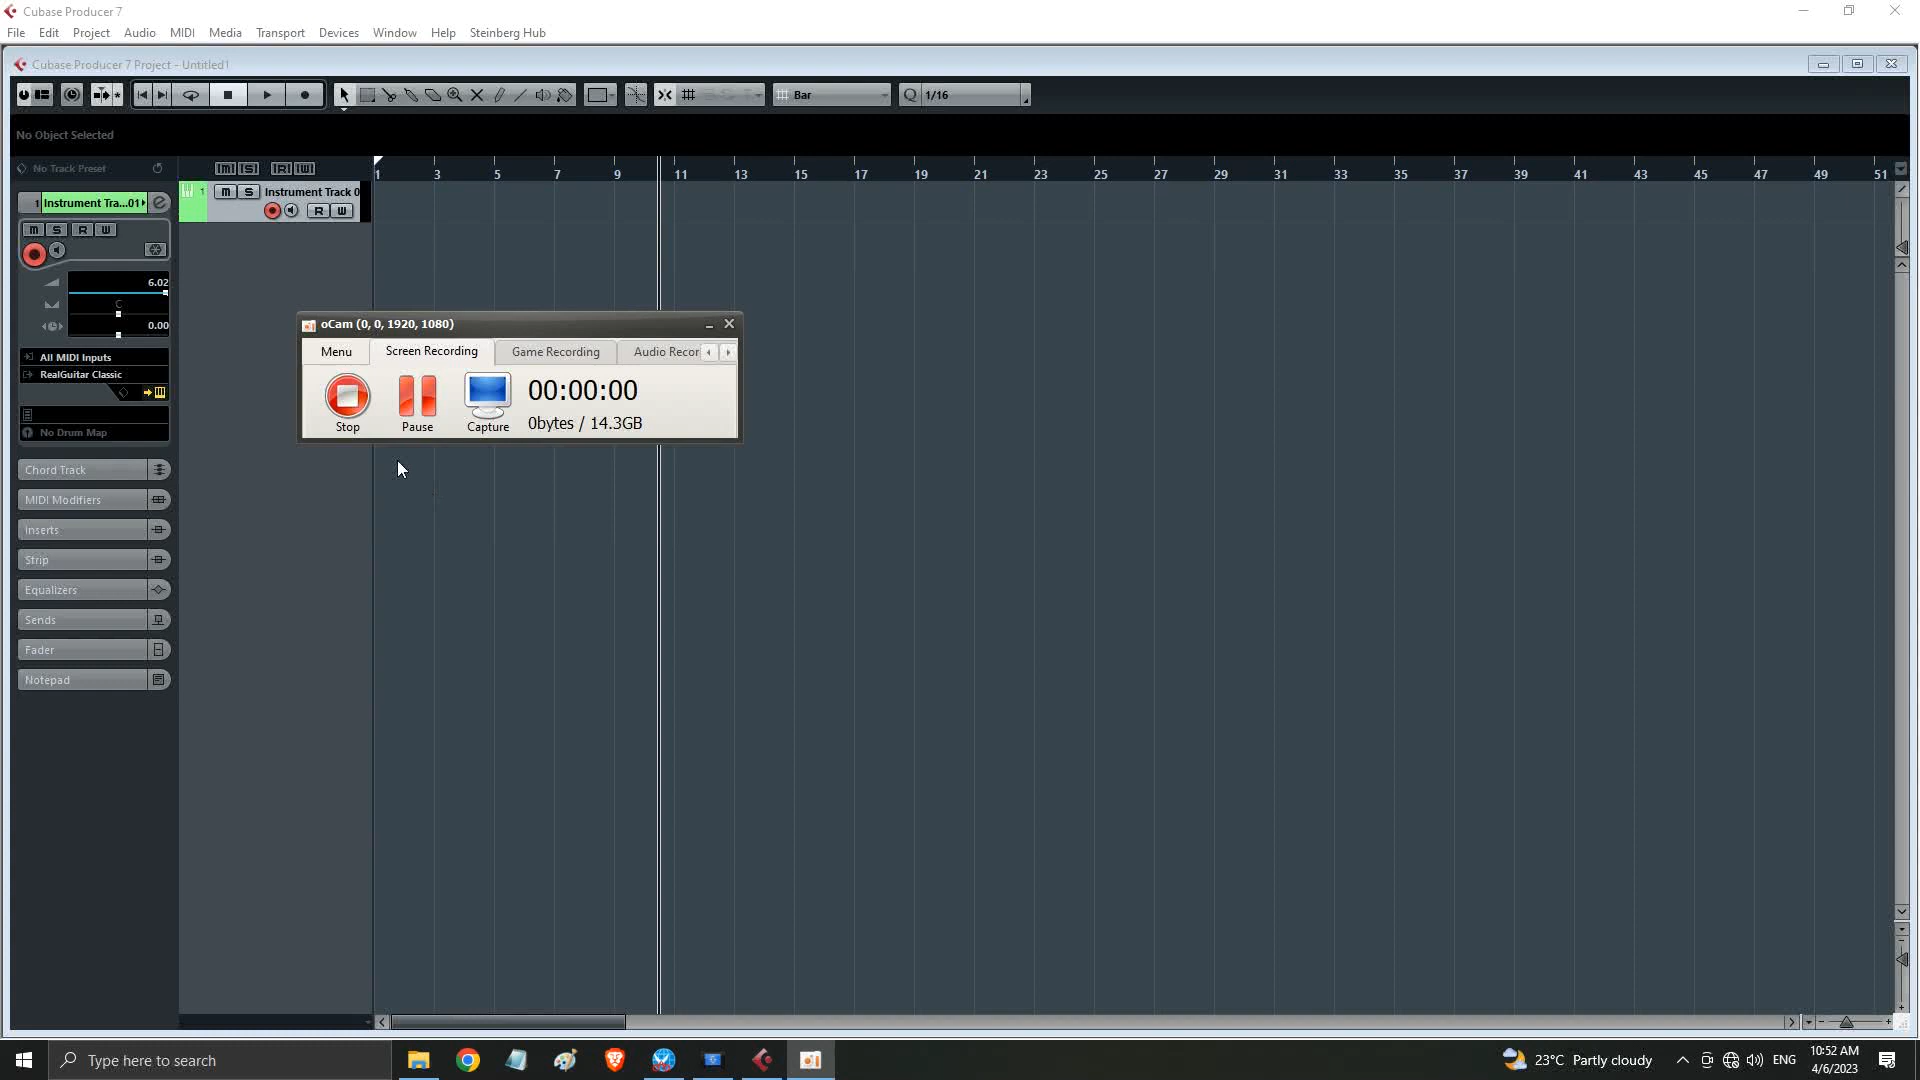 Cubase Producer 7
File Edit Project Audio MIDI Media Transport Devices Window Help Steinberg Hub
Cubase Producer 7 Project - Untitled1
Bar
Q 1/16
No Object Selected
No Track Preset
M S R W
1 3 5 7 9 11 13 15 17 19 21 23 25 27 29 31 33 35 37 39 41 43 45 47 49 51
1 Instrument Tra...01
1 M S Instrument Track 0
R W
M S R W
6.02
C
0.00
All MIDI Inputs
RealGuitar Classic
No Drum Map
Chord Track
MIDI Modifiers
Inserts
Strip
Equalizers
Sends
Fader
Notepad
oCam (0, 0, 1920, 1080)
Menu Screen Recording Game Recording Audio Recor
00:00:00
0bytes / 14.3GB
Stop Pause Capture
Type here to search
23°C Partly cloudy
ENG
10:52 AM
4/6/2023